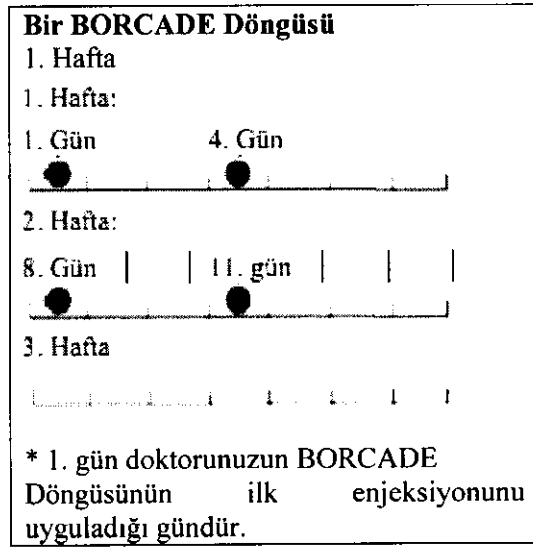 Bir BORCADE Döngüsü
1. Hafta
1. Hafta:
1. Gün 4. Gün
2. Hafta:
8. Gün 11. gün
3. Hafta
* 1. gün doktorunuzun BORCADE
Döngüsünün ilk enjeksiyonunu
uyguladığı gündür.